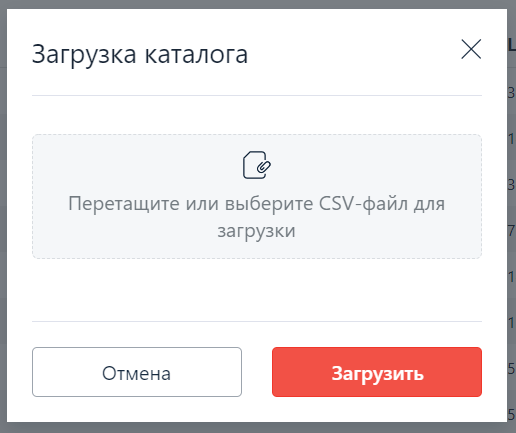 Загрузка каталога
Перетащите или выберите CSV-файл для
загрузки
Отмена
Загрузить